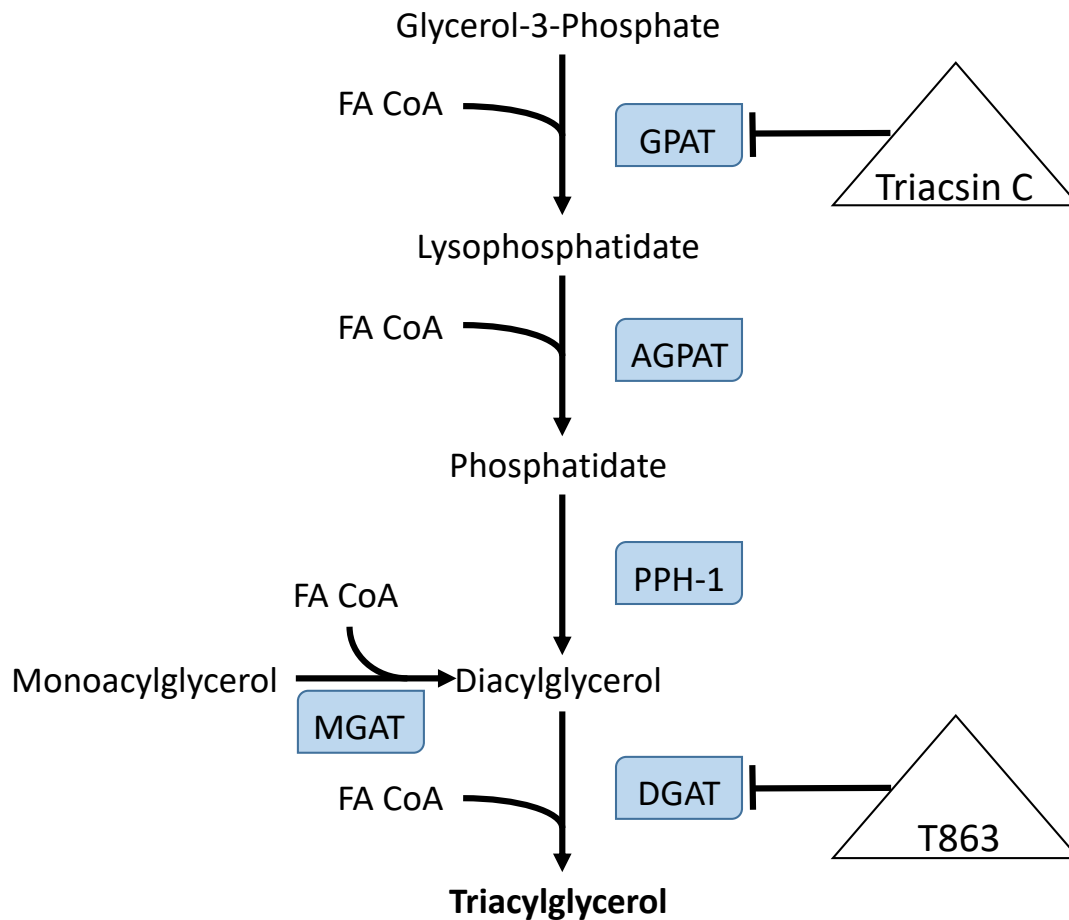 Glycerol-3-Phosphate
FA CoA
GPAT
Triacsin C
Lysophosphatidate
FA CoA
AGPAT
Phosphatidate
PPH-1
FA CoA
Monoacylglycerol
Diacylglycerol
MGAT
FA CoA
DGAT
T863
Triacylglycerol